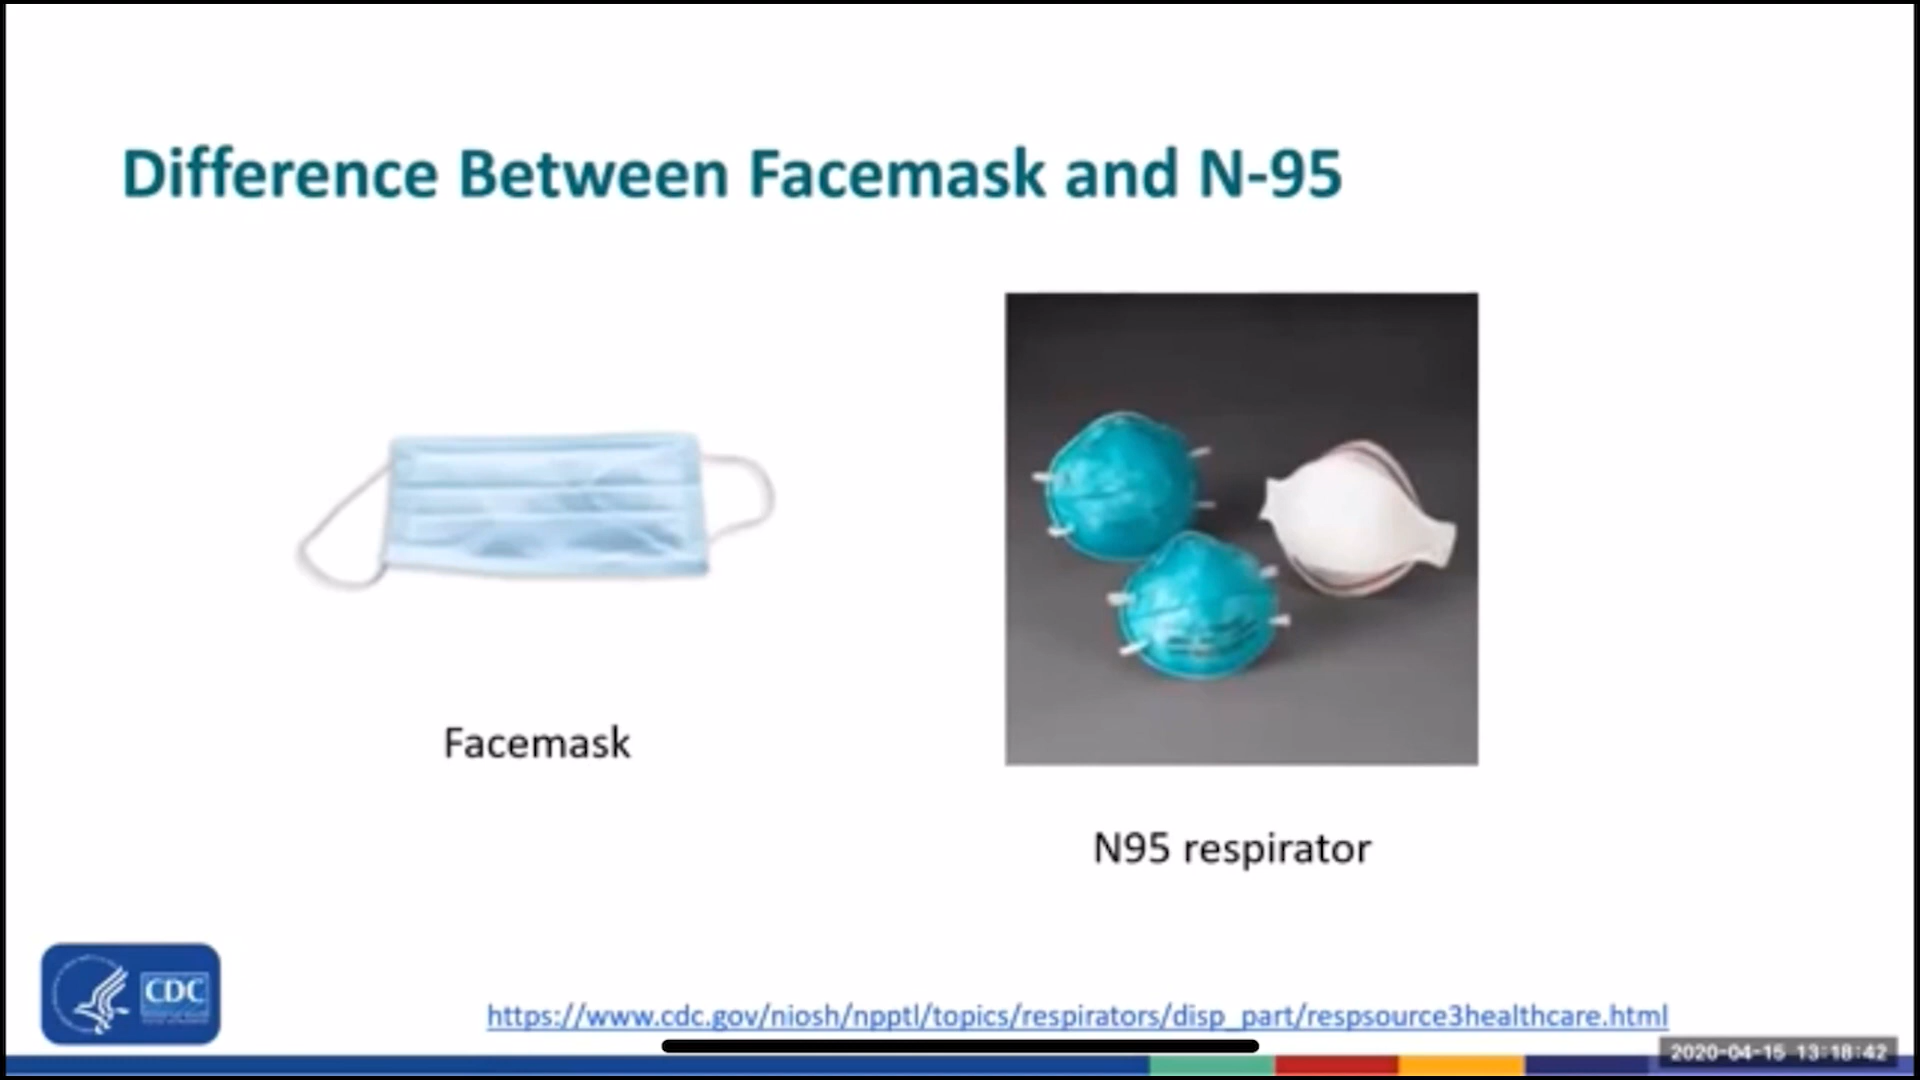 Difference Between Facemask and N-95
Facemask
N95 respirator
CDC
https://www.cdc.gov/niosh/npptl/topics/respirators/disp_part/respsource3healthcare.html
2020-04-15 13:18:42